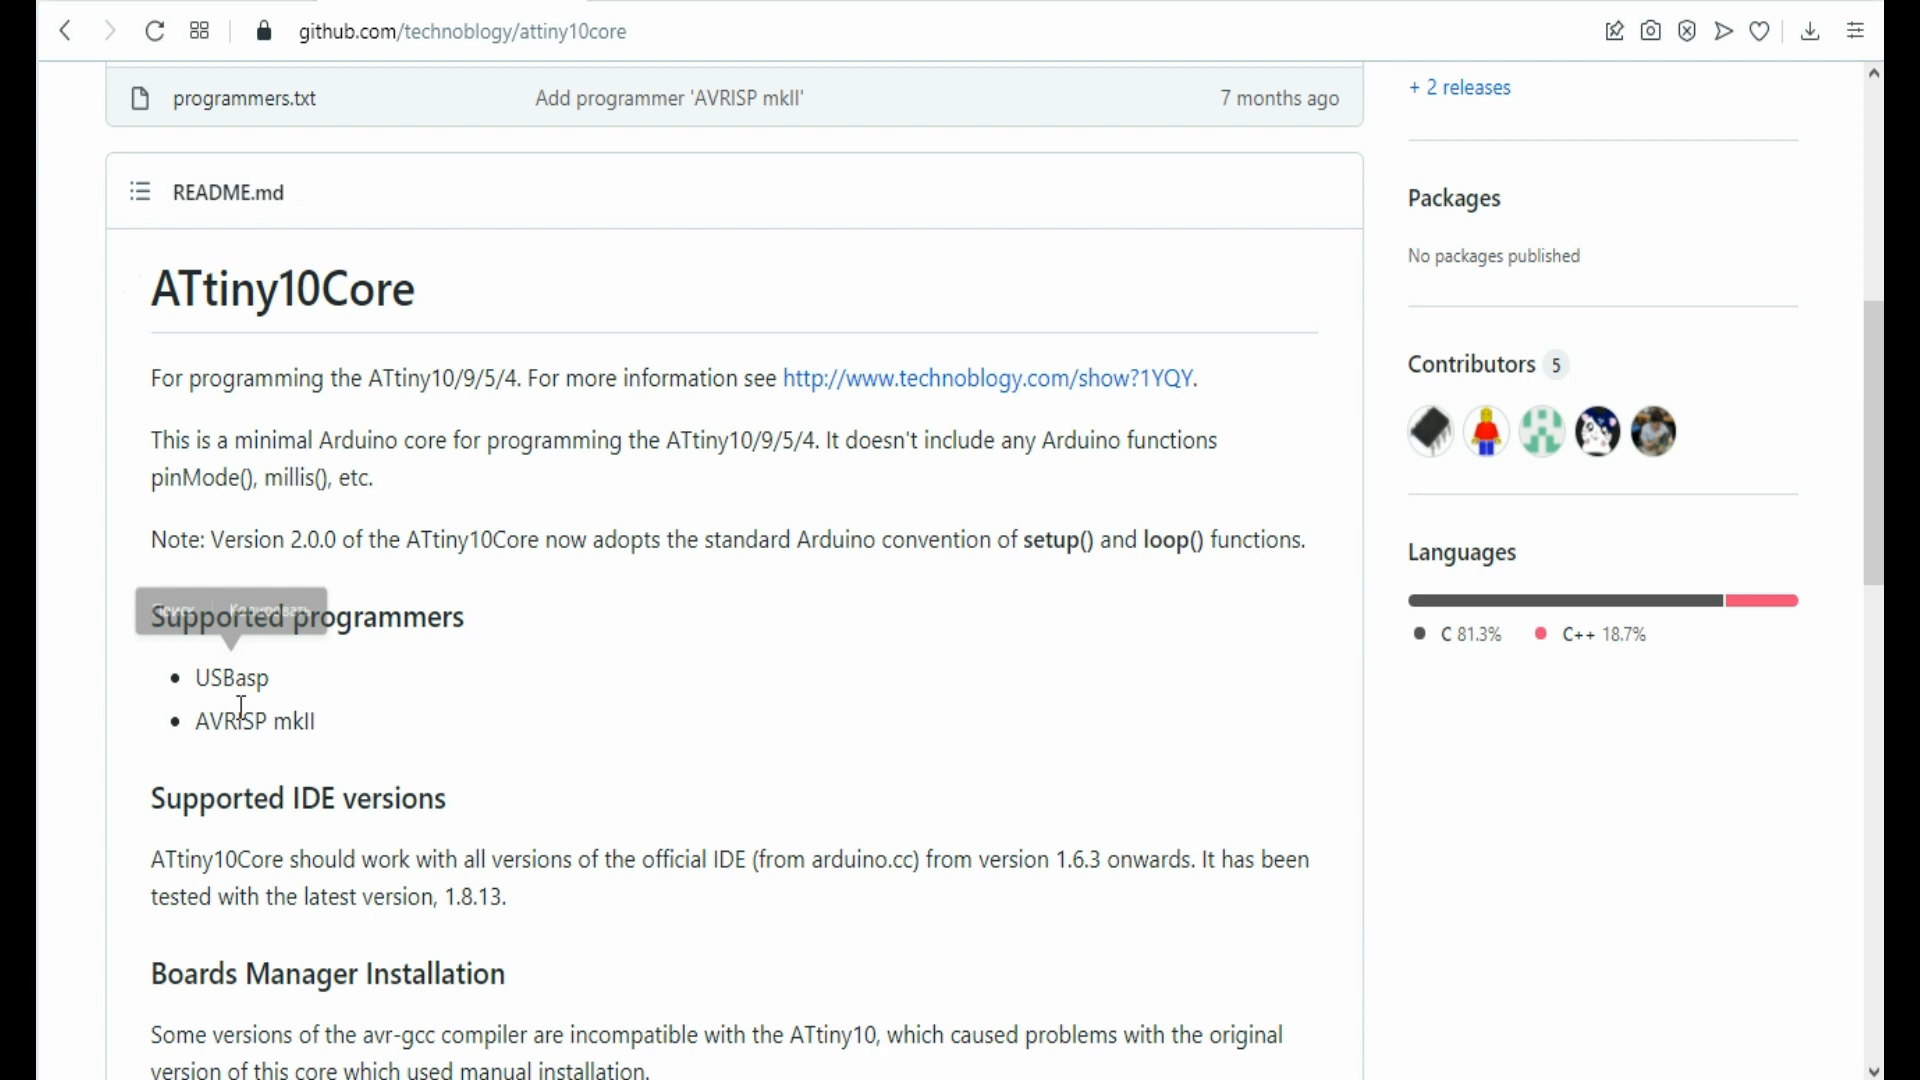 github.com/technoblogy/attiny10core
programmers.txt
Add programmer 'AVRISP mkII'
7 months ago
+ 2 releases
README.md
Packages
No packages published
ATtiny10Core
Contributors 5
For programming the ATtiny10/9/5/4. For more information see http://www.technoblogy.com/show?1YQY.
This is a minimal Arduino core for programming the ATtiny10/9/5/4. It doesn't include any Arduino functions
pinMode(), millis(), etc.
Note: Version 2.0.0 of the ATtiny10Core now adopts the standard Arduino convention of setup() and loop() functions.
Languages
C 81.3%
C++ 18.7%
Поиск Копировать
Supported programmers
USBasp
AVRISP mkII
Supported IDE versions
ATtiny10Core should work with all versions of the official IDE (from arduino.cc) from version 1.6.3 onwards. It has been
tested with the latest version, 1.8.13.
Boards Manager Installation
Some versions of the avr-gcc compiler are incompatible with the ATtiny10, which caused problems with the original
version of this core which used manual installation.